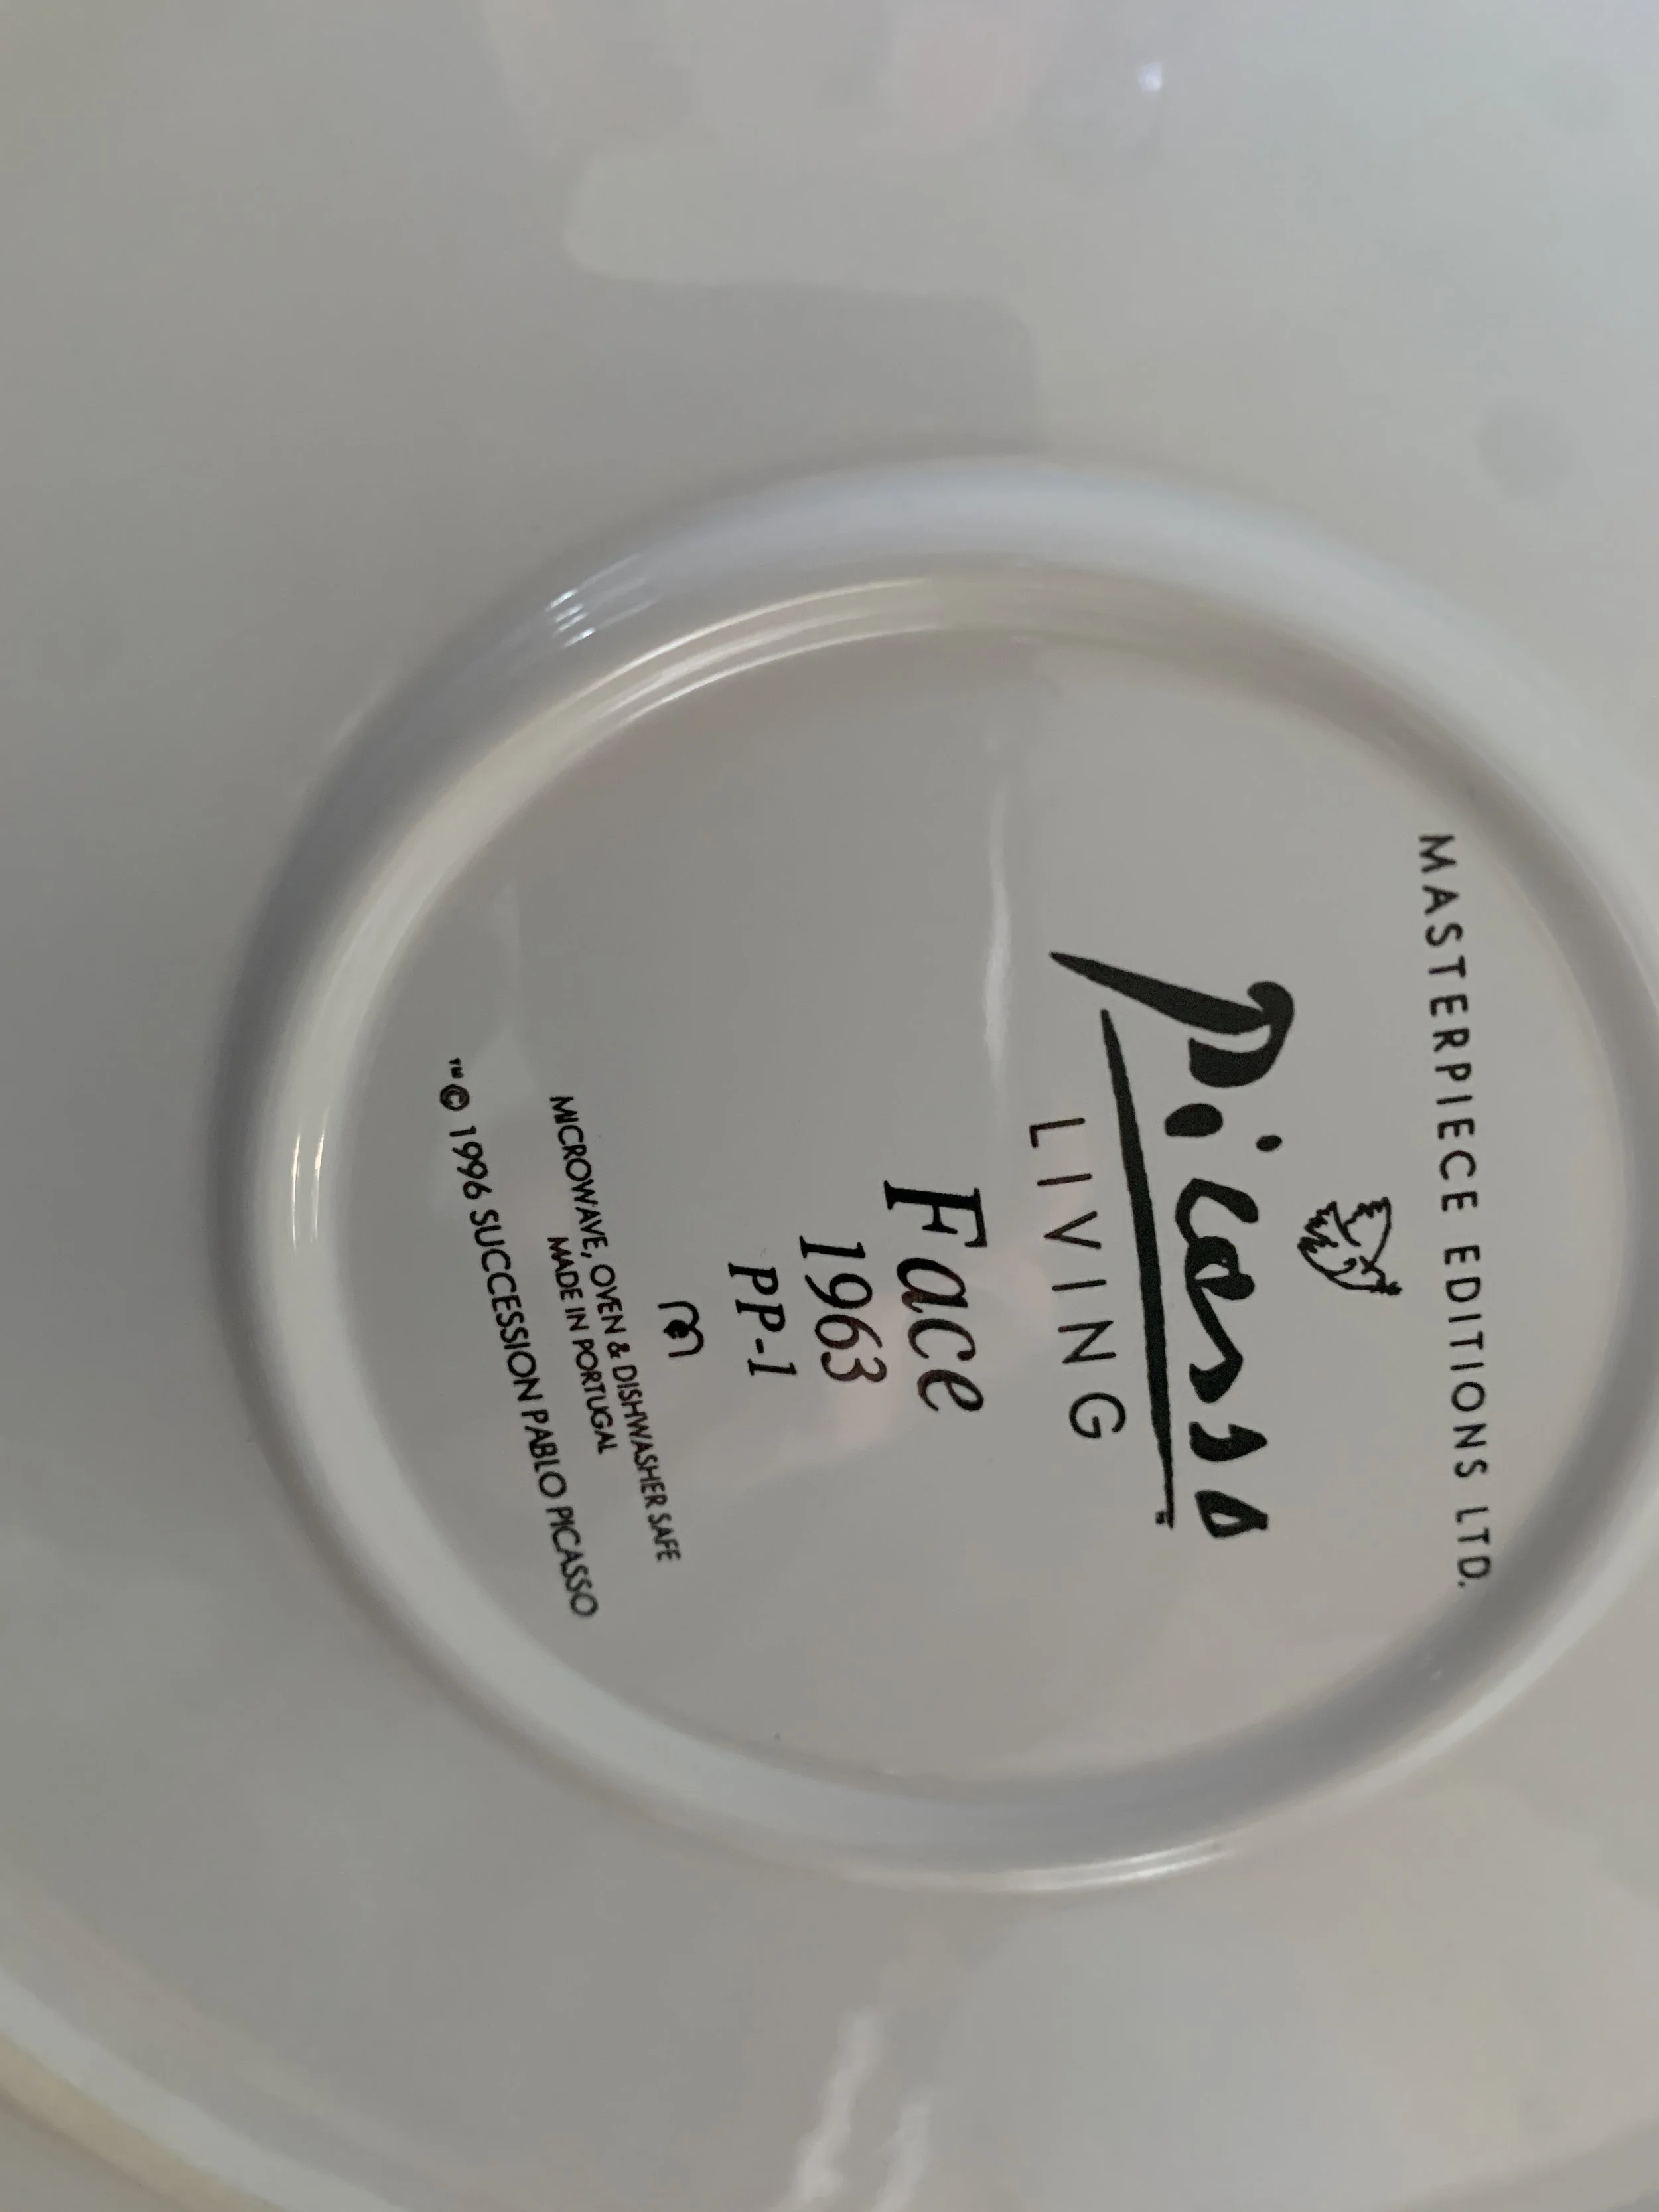 MASTERPIECE EDITIONS LTD.
Picasso
LIVING
Face
1963
PP-1
MICROWAVE, OVEN & DISHWASHER SAFE
MADE IN PORTUGAL
™ © 1996 SUCCESSION PABLO PICASSO